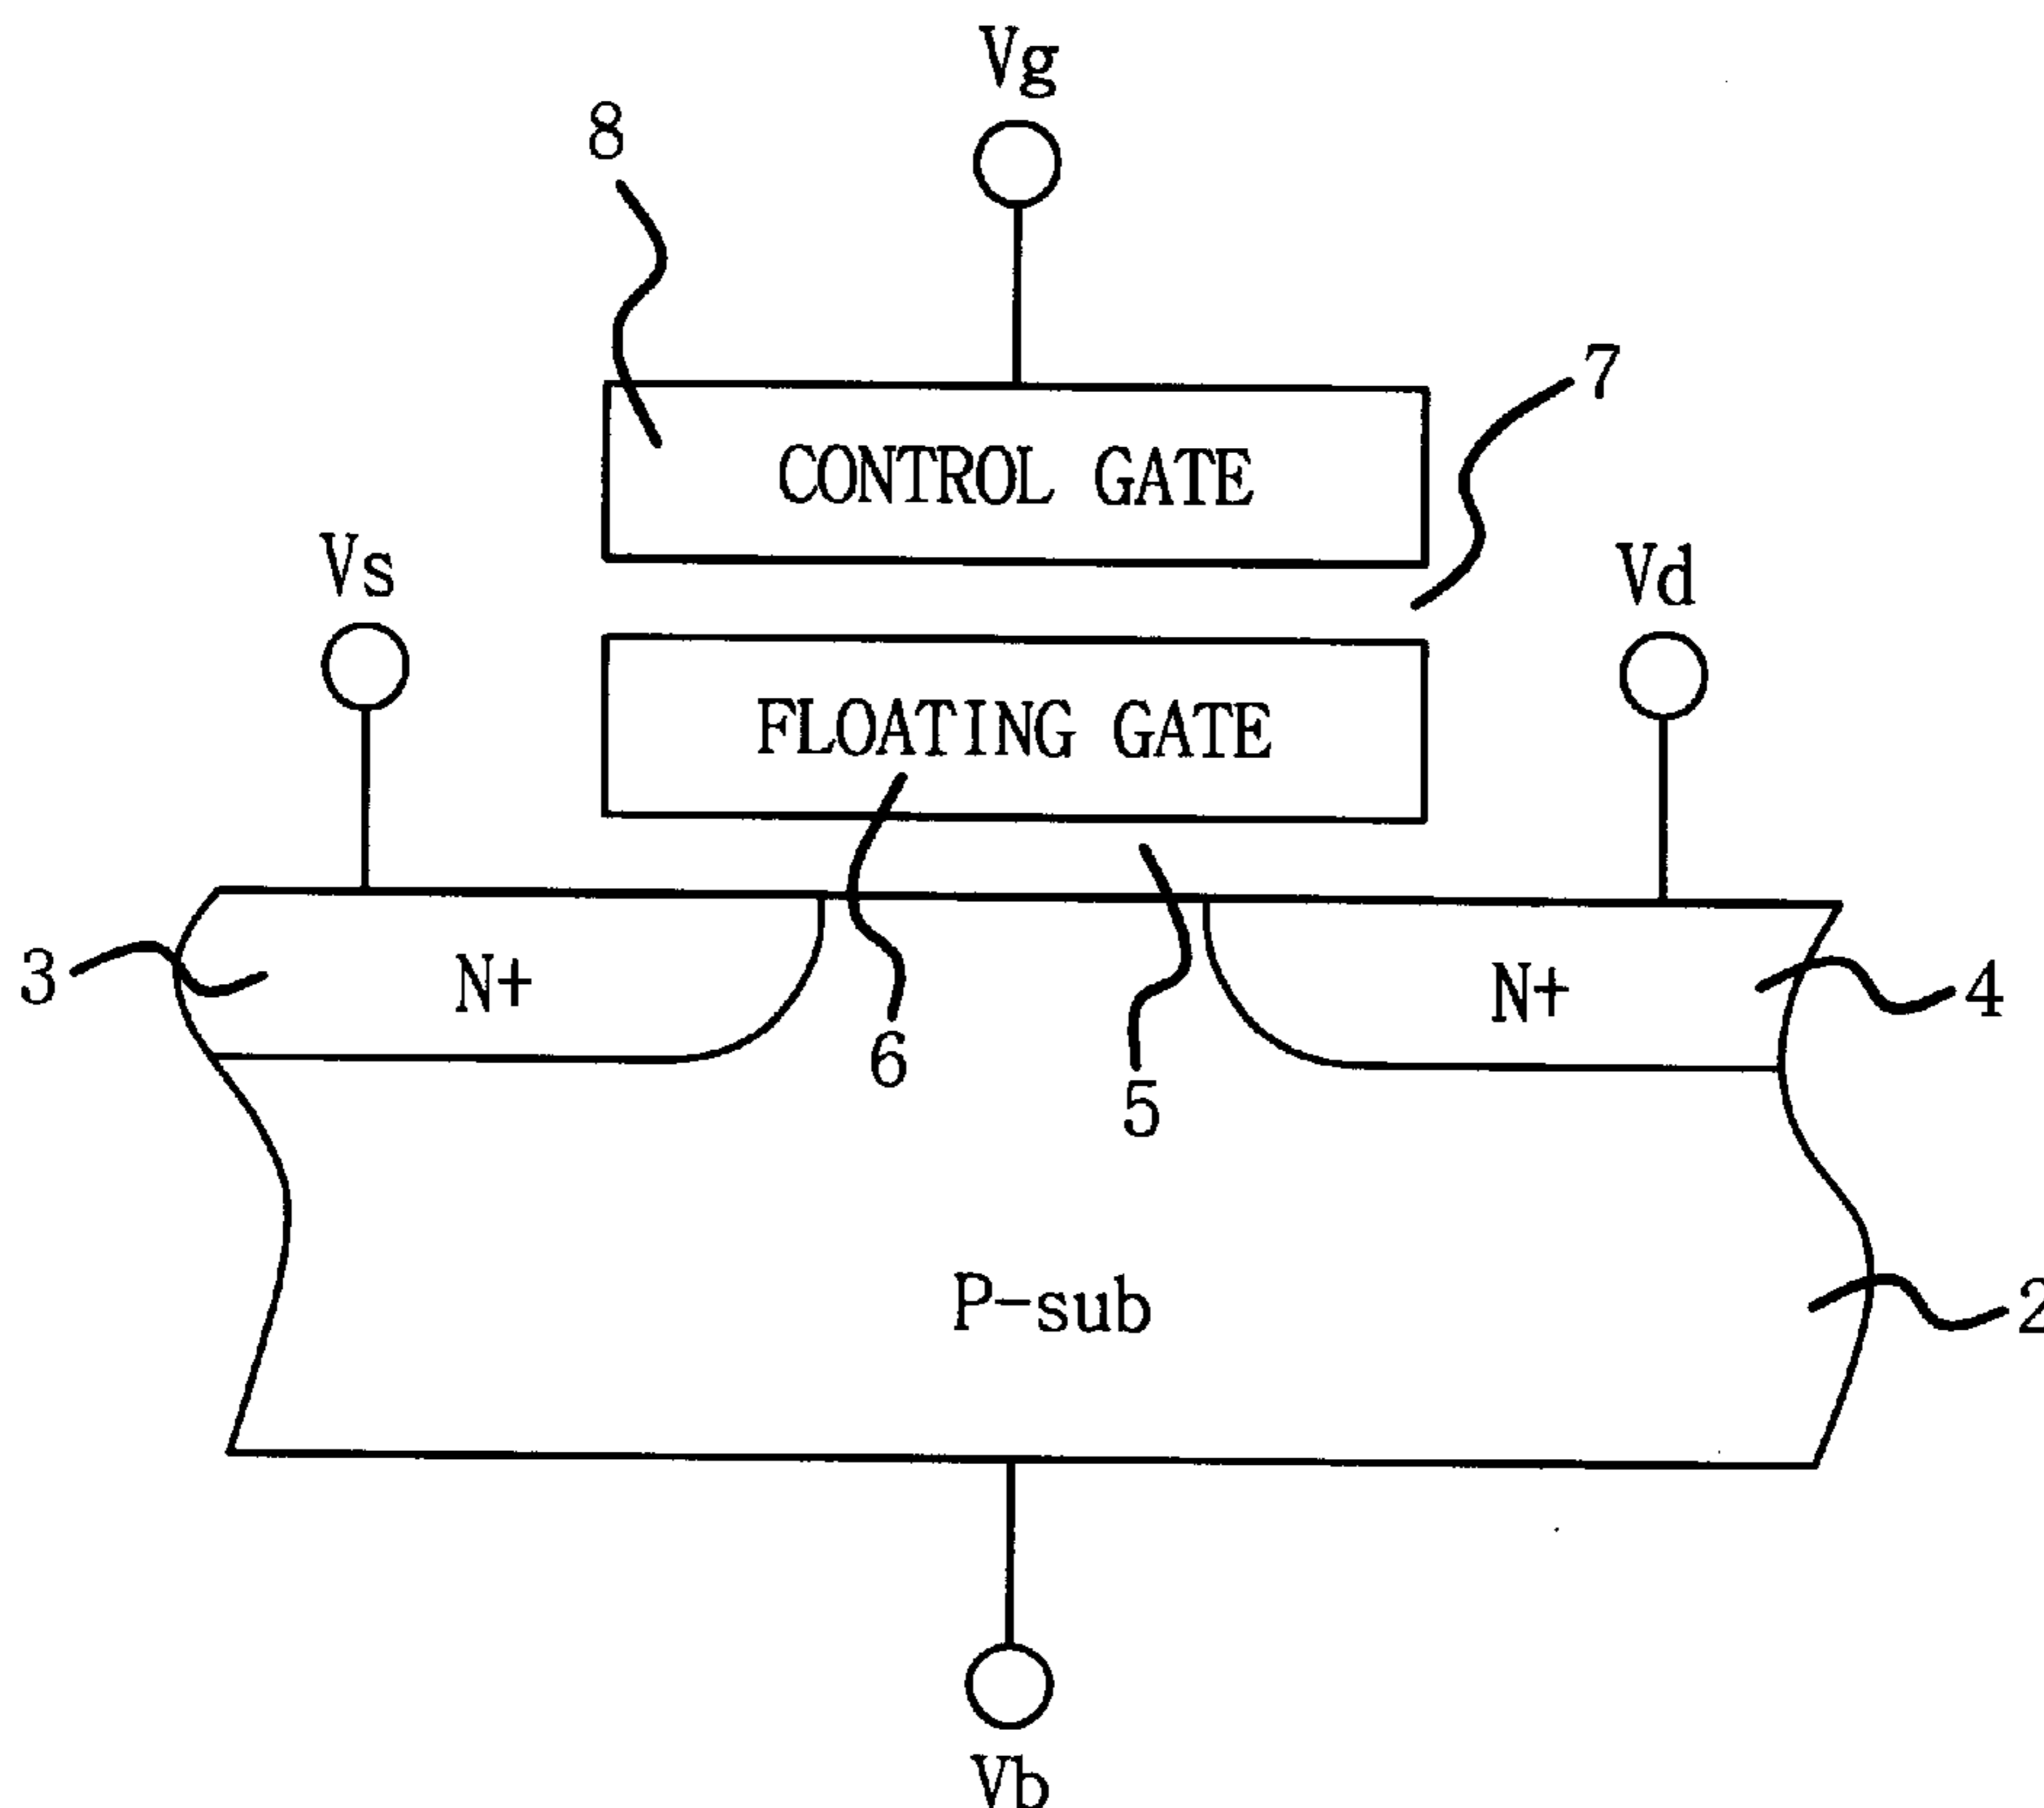 Vg
8
7
CONTROL GATE
Vs
Vd
FLOATING GATE
3
N+
N+
4
6
5
P-sub
2
Vb